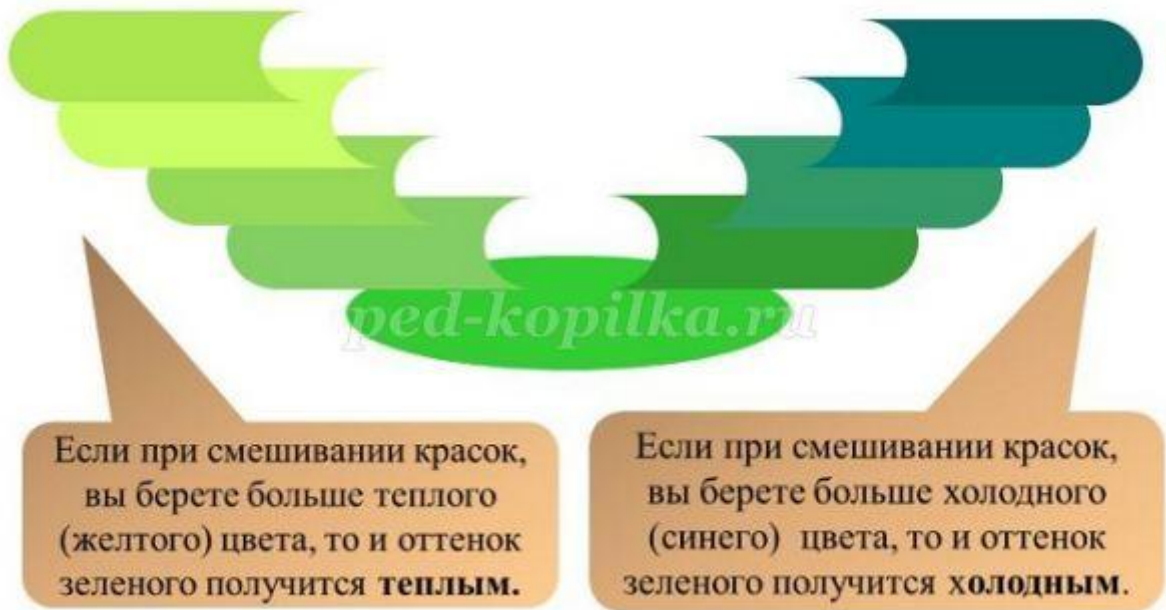 ped-kopilka.ru
Если при смешивании красок,
вы берете больше теплого
(желтого) цвета, то и оттенок
зеленого получится теплым.
Если при смешивании красок,
вы берете больше холодного
(синего) цвета, то и оттенок
зеленого получится холодным.